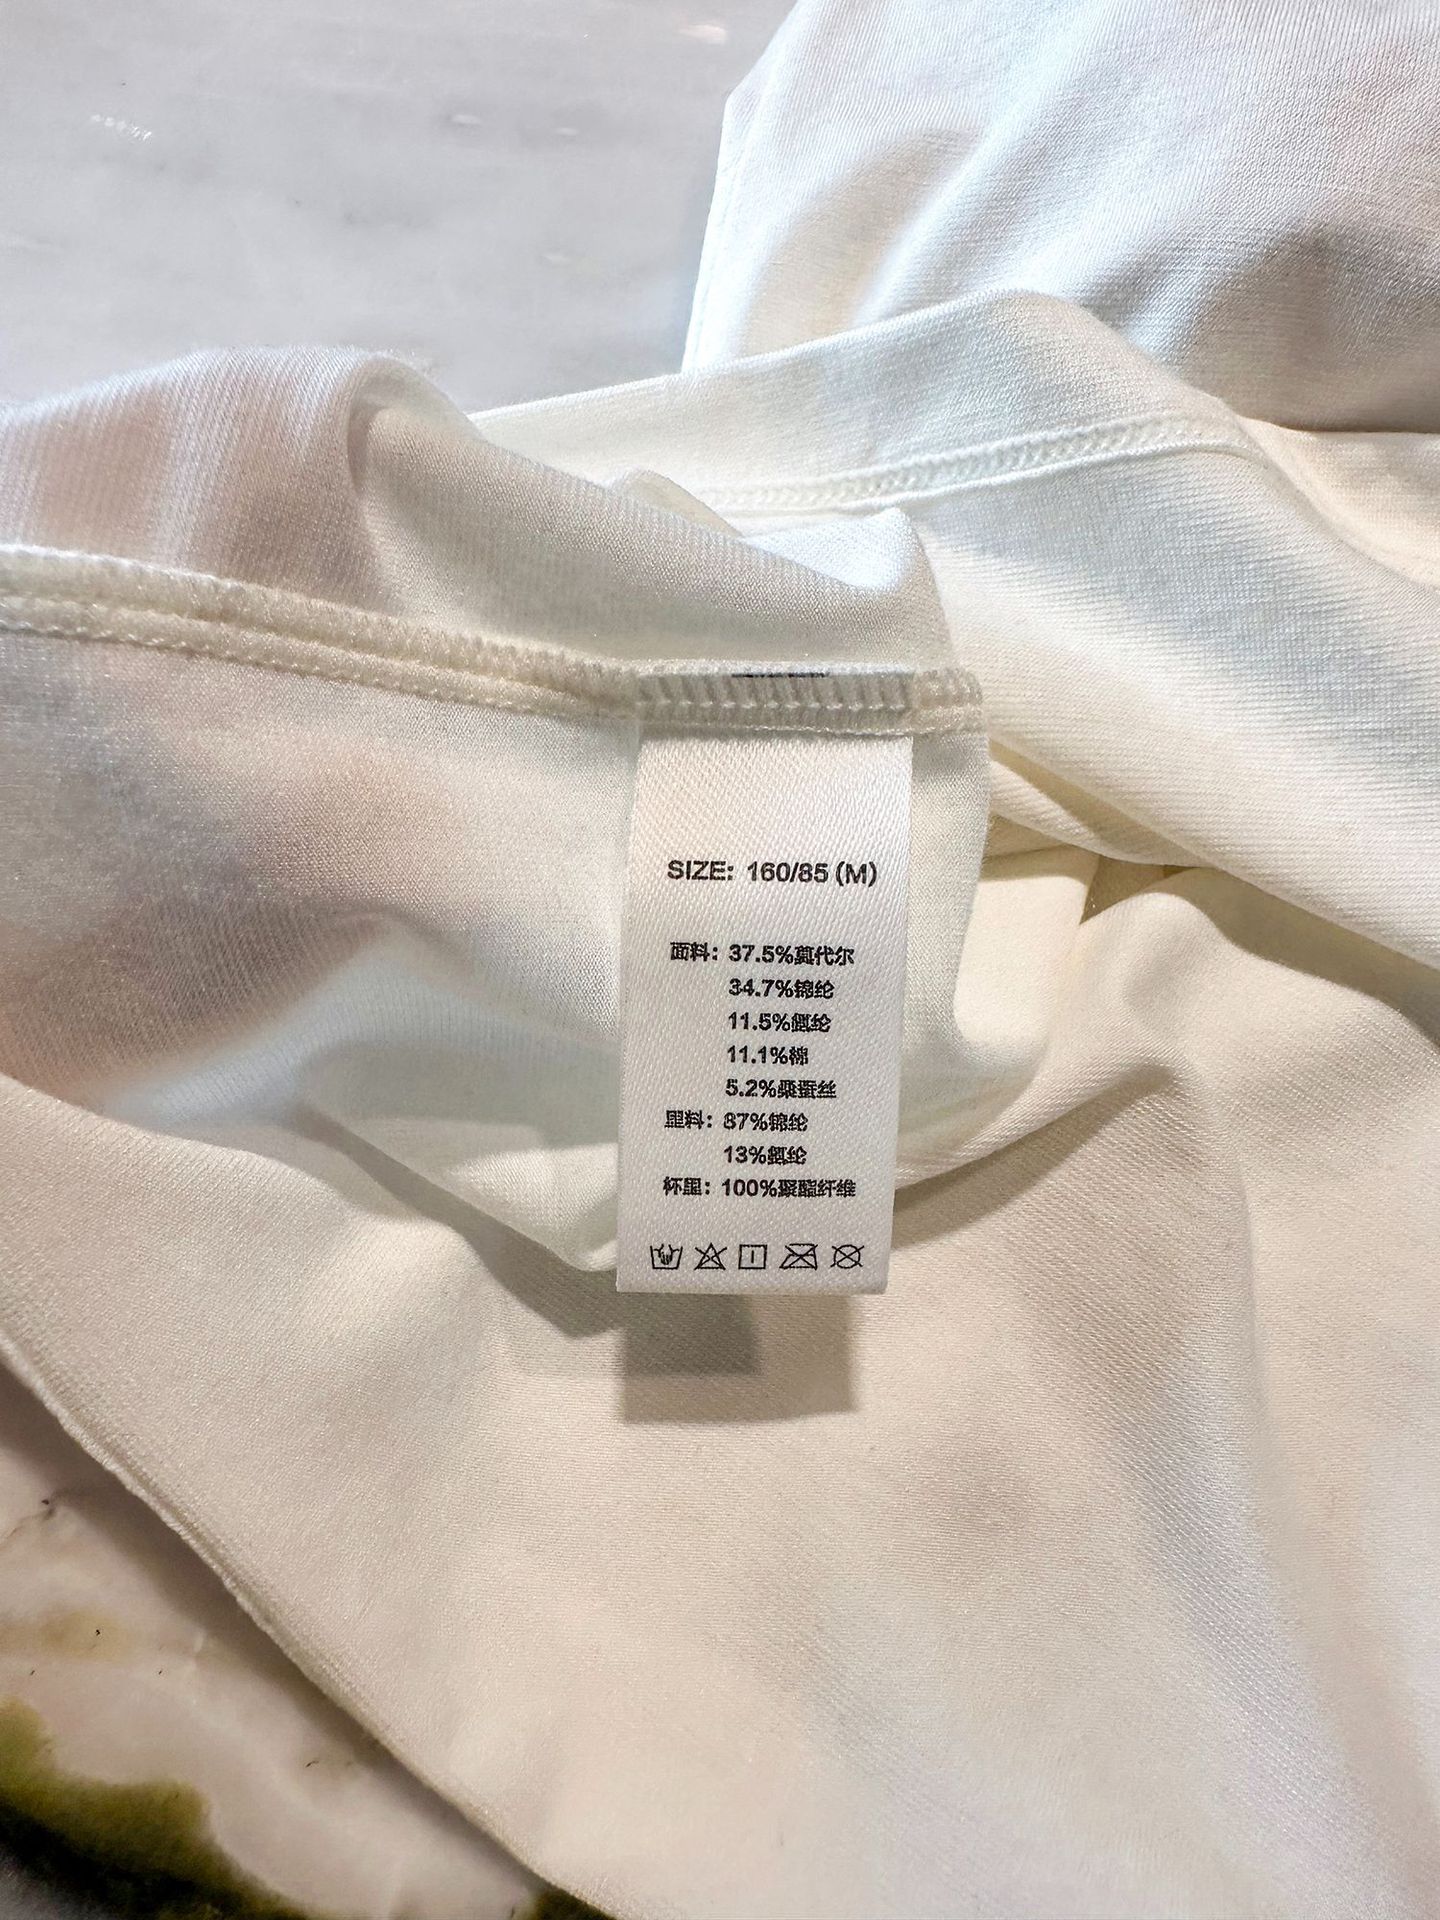 SIZE: 160/85 (M)
面料: 37.5%莫代尔
34.7%锦纶
11.5%氨纶
11.1%棉
5.2%桑蚕丝
里料: 87%锦纶
13%氨纶
杯里: 100%聚酯纤维